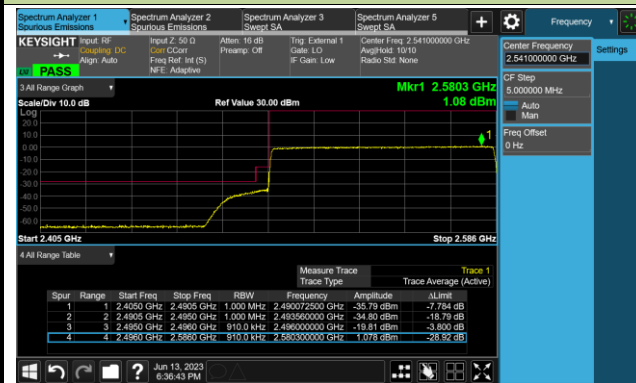 Spectrum Analyzer 1
Spurious Emissions
Spectrum Analyzer 2
Spurious Emissions
Spectrum Analyzer 3
Swept SA
Spectrum Analyzer 5
Swept SA
Frequency
KEYSIGHT
Input: RF
Coupling: DC
Align: Auto
Input Z: 50 Ω
Corr CCorr
Freq Ref: Int (S)
NFE: Adaptive
Atten: 16 dB
Preamp: Off
Trig: External 1
Gate: LO
IF Gain: Low
Center Freq: 2.541000000 GHz
Avg|Hold: 10/10
Radio Std: None
PASS
Center Frequency
2.541000000 GHz
Settings
CF Step
5.000000 MHz
Auto
Man
Freq Offset
0 Hz
3 All Range Graph
Mkr1 2.5803 GHz
Scale/Div 10.0 dB
Ref Value 30.00 dBm
1.08 dBm
Log
20.0
10.0
0.00
-10.0
-20.0
-30.0
-40.0
-50.0
-60.0
1
Start 2.405 GHz
Stop 2.586 GHz
4 All Range Table
Measure Trace Trace 1
Trace Type Trace Average (Active)
Spur Range Start Freq Stop Freq RBW Frequency Amplitude ΔLimit
1 1 2.4050 GHz 2.4905 GHz 1.000 MHz 2.490072500 GHz -35.79 dBm -7.784 dB
2 2 2.4905 GHz 2.4950 GHz 1.000 MHz 2.493560000 GHz -34.80 dBm -18.79 dB
3 3 2.4950 GHz 2.4960 GHz 910.0 kHz 2.496000000 GHz -19.81 dBm -3.800 dB
4 4 2.4960 GHz 2.5860 GHz 910.0 kHz 2.580300000 GHz 1.078 dBm -28.92 dB
Jun 13, 2023
6:36:43 PM